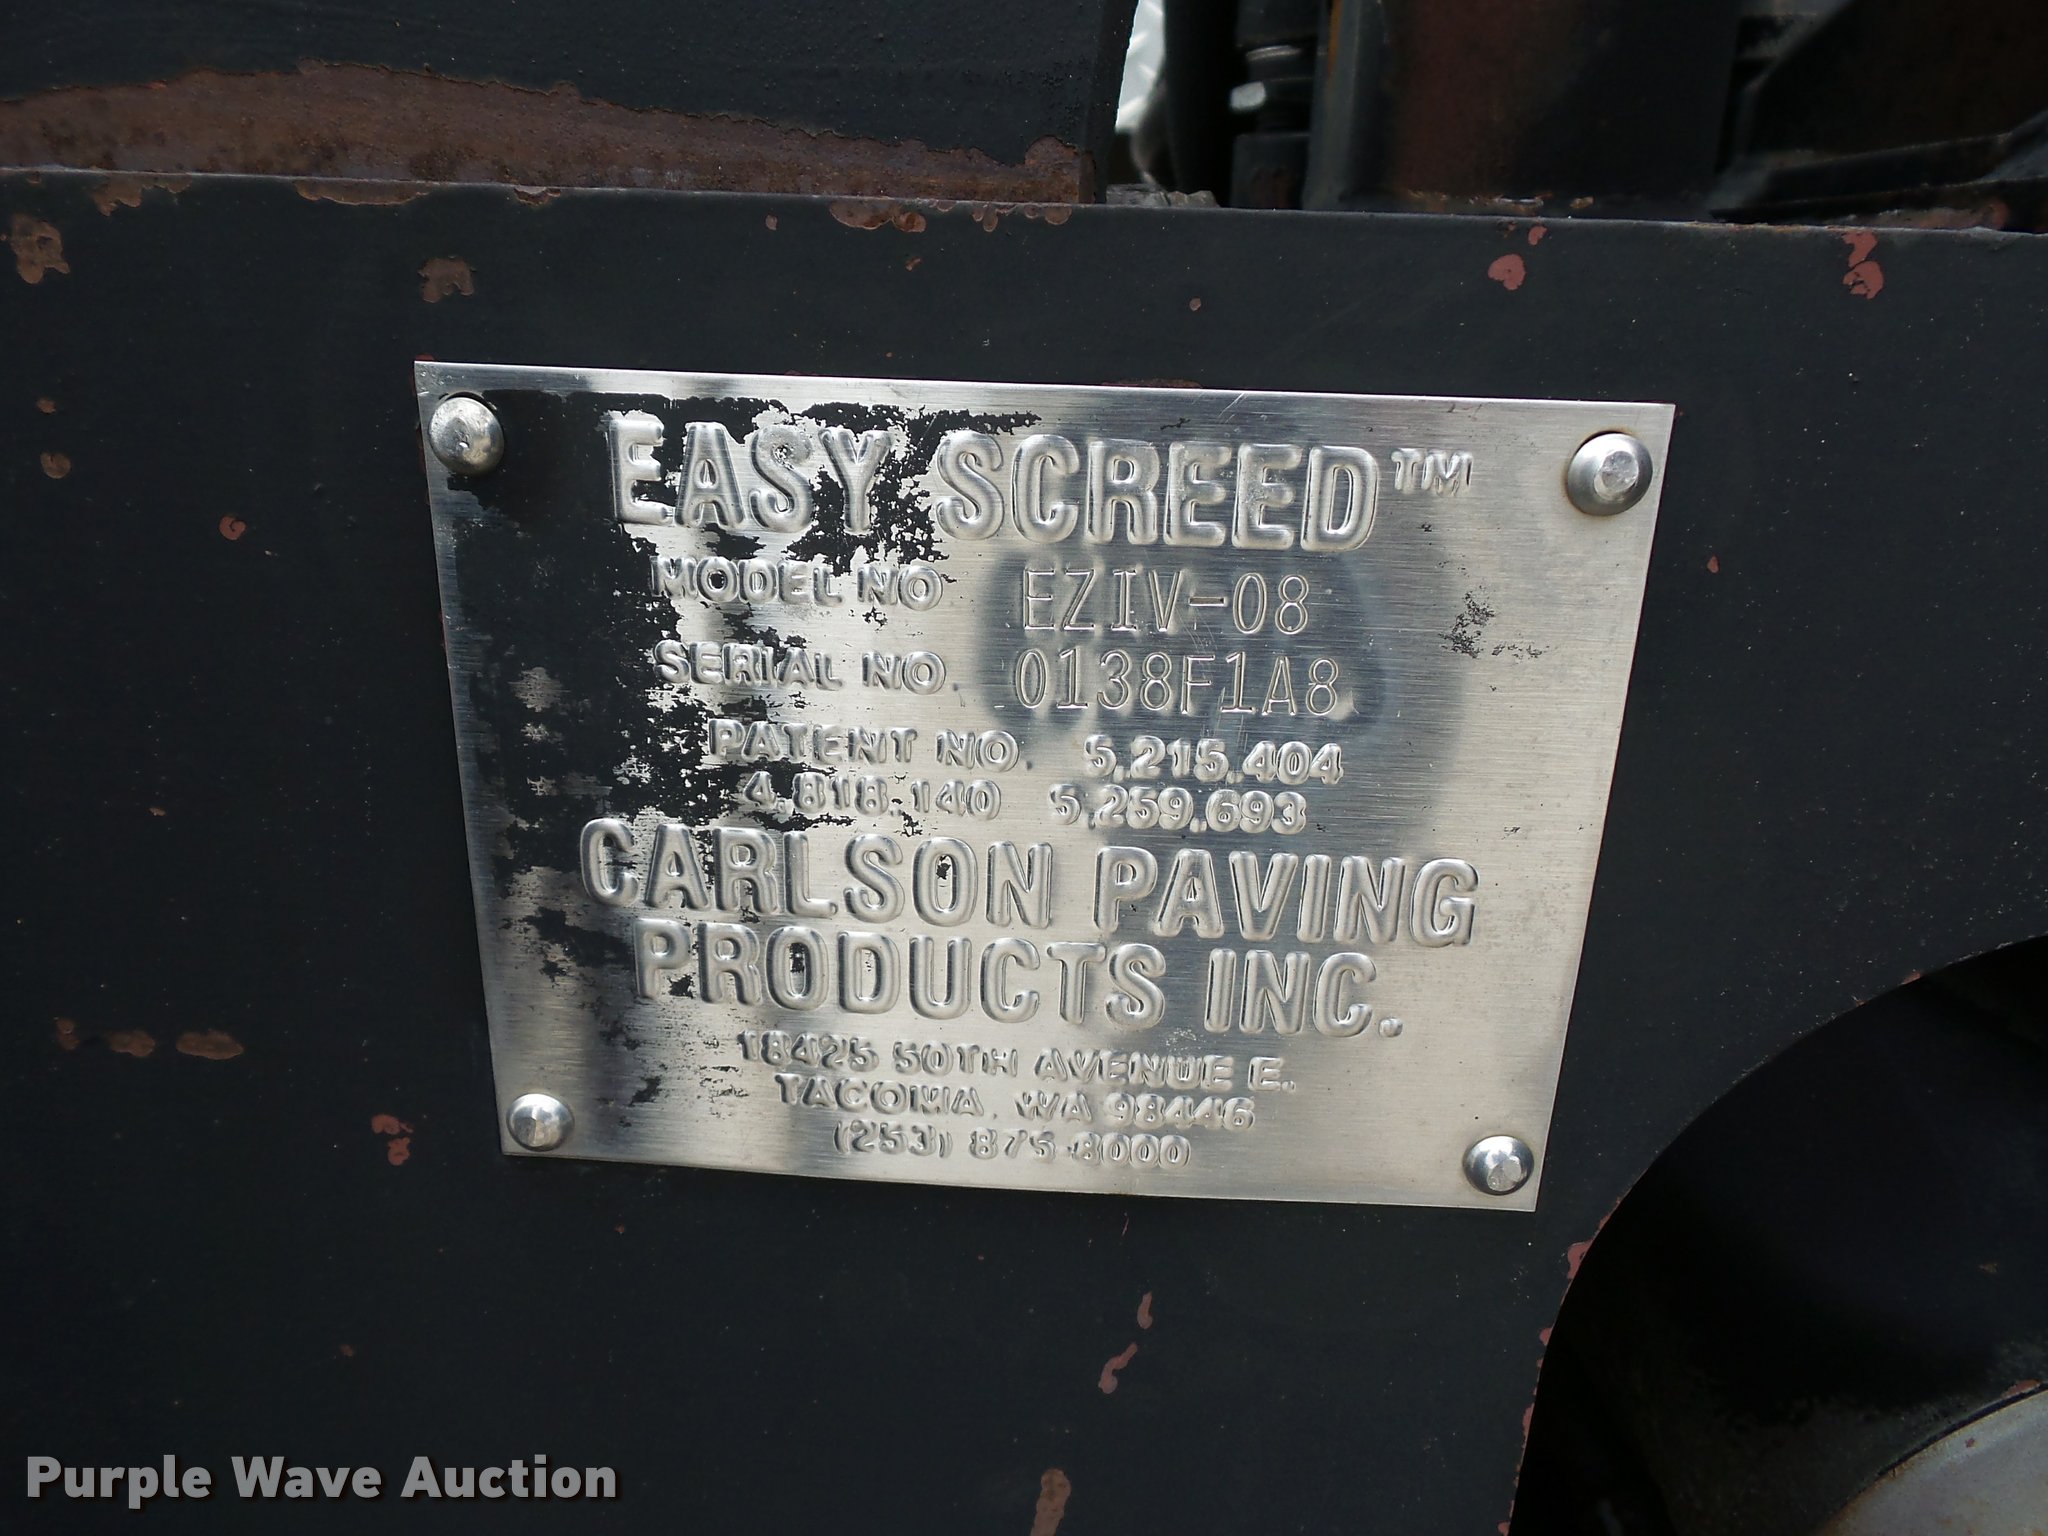 EASY SCREED™
MODEL NO EZIV-08
SERIAL NO. 0138F1A8
PATENT NO. 5,215,404
4,818,140 5,259,693
CARLSON PAVING
PRODUCTS INC.
18425 50TH AVENUE E.
TACOMA, WA 98446
(253) 875-8000
Purple Wave Auction